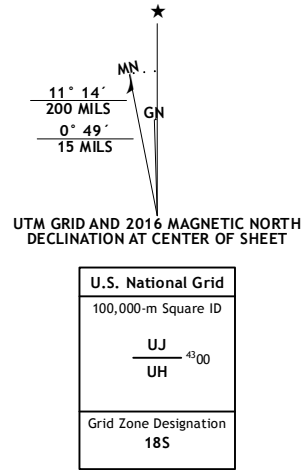 ★
MN
GN
11° 14´
200 MILS
0° 49´
15 MILS
UTM GRID AND 2016 MAGNETIC NORTH
DECLINATION AT CENTER OF SHEET
U.S. National Grid
100,000-m Square ID
UJ
4300
UH
Grid Zone Designation
18S